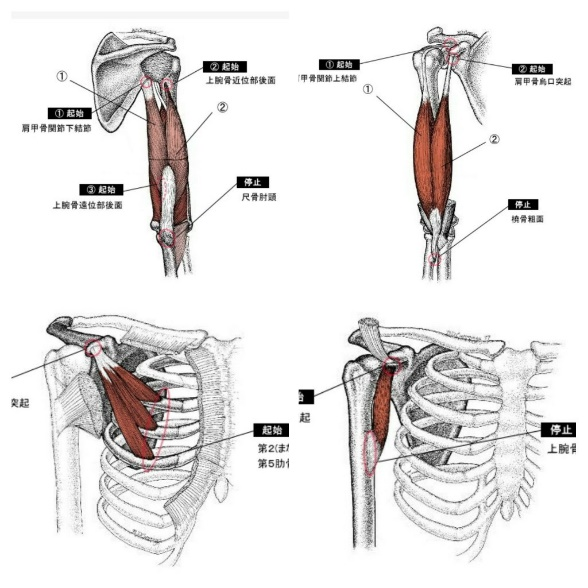 ① ② 起始
上腕骨近位部後面
②
① 起始
肩甲骨関節下結節
③ 起始
上腕骨遠位部後面
停止
尺骨肘頭
① 起始
甲骨関節上結節
② 起始
肩甲骨烏口突起
①
②
停止
橈骨粗面
突起
起始
第2(ま
第5肋
起
停止
上腕骨